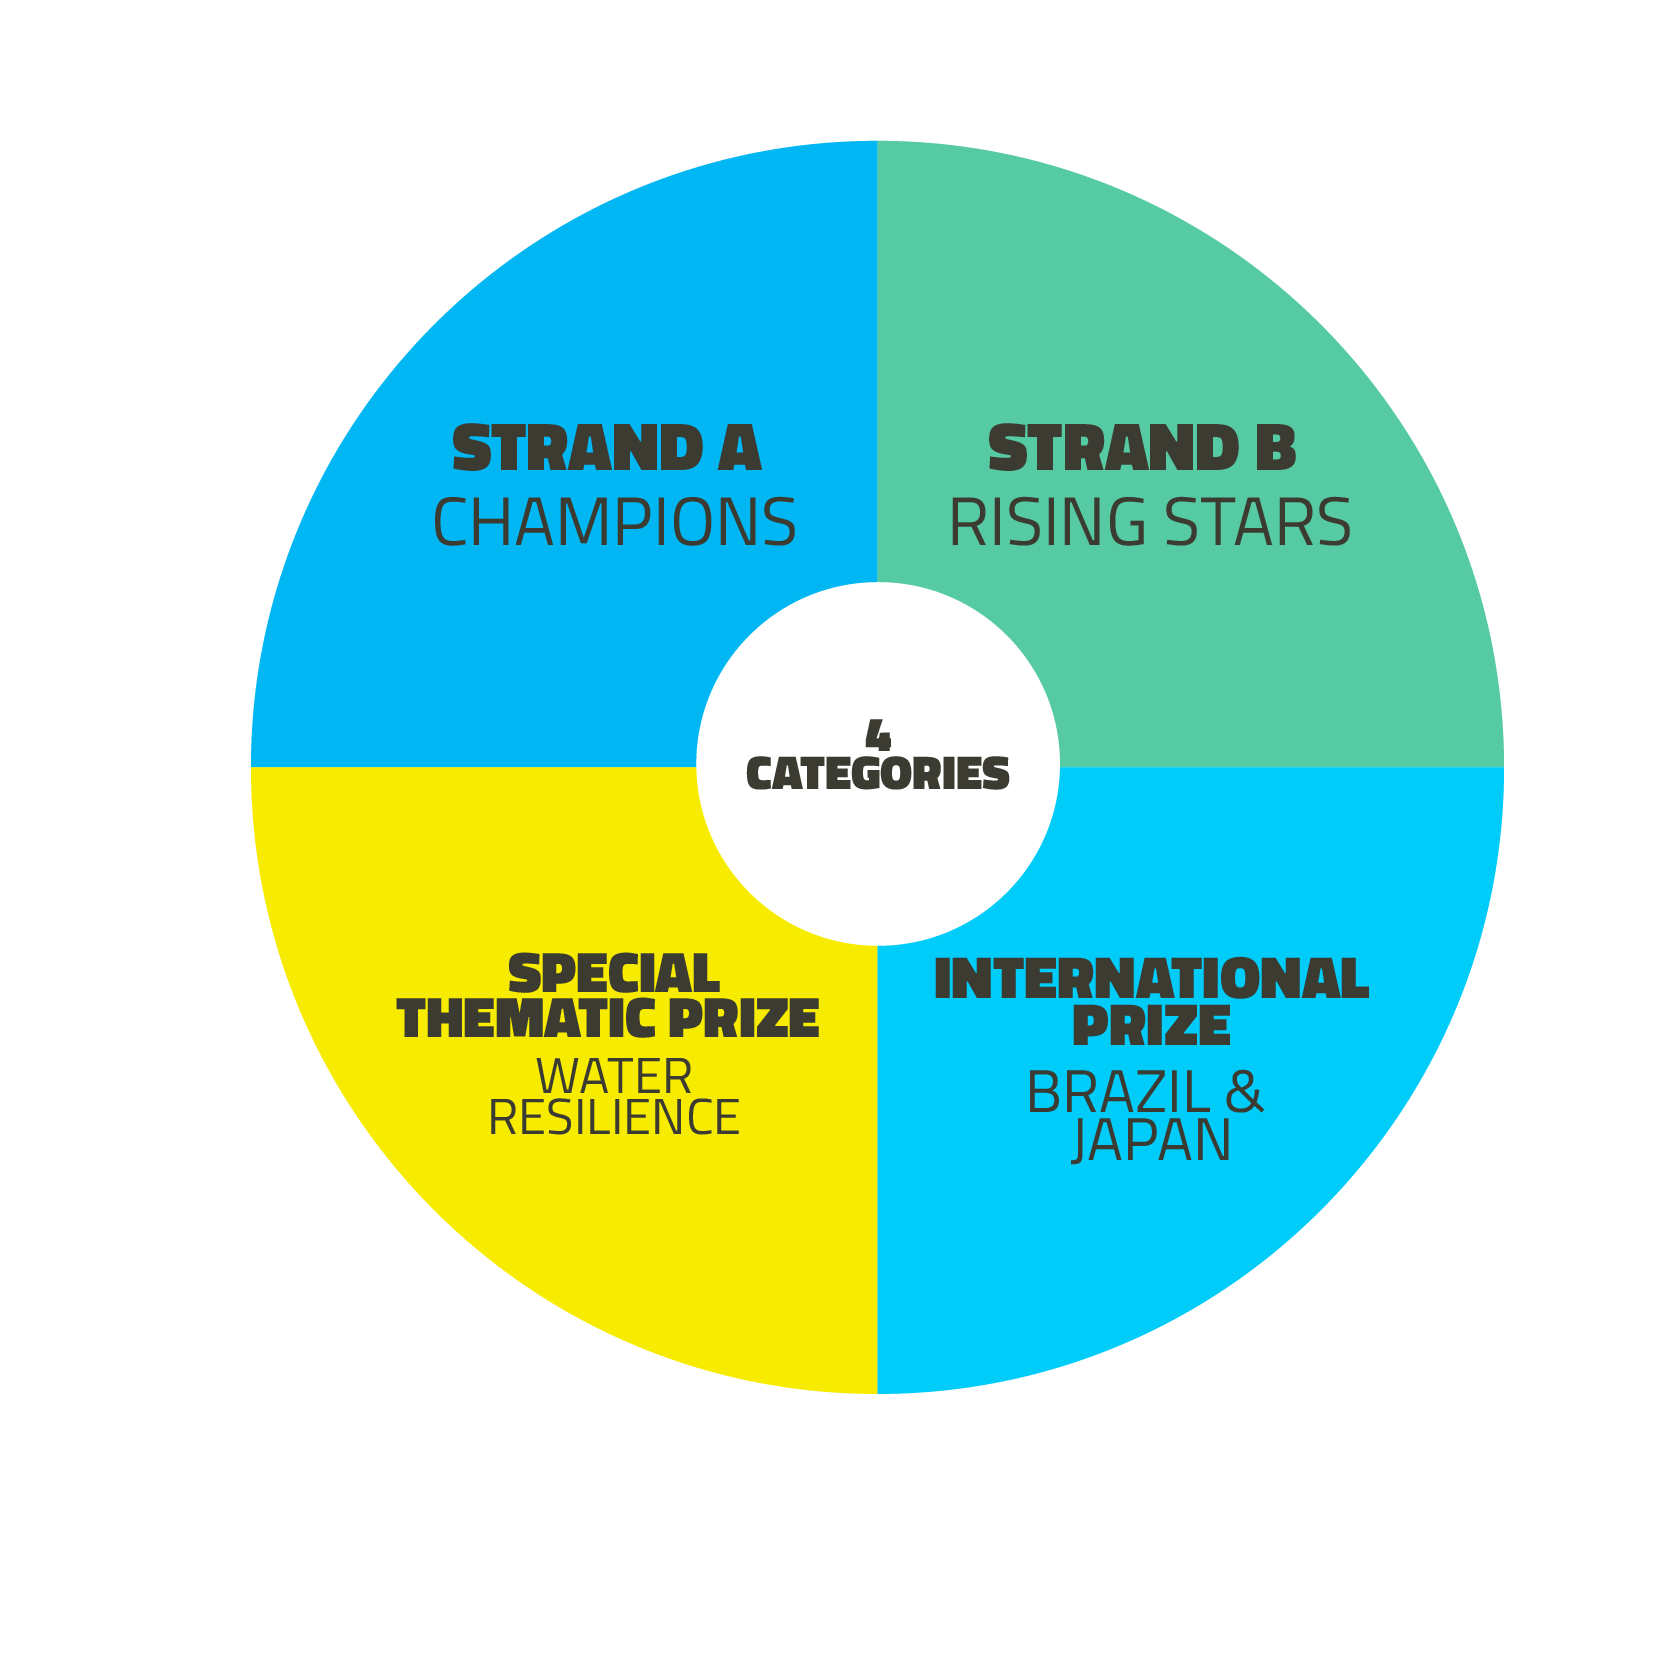 STRAND A
CHAMPIONS
STRAND B
RISING STARS
4
CATEGORIES
SPECIAL
THEMATIC PRIZE
WATER
RESILIENCE
INTERNATIONAL
PRIZE
BRAZIL &
JAPAN